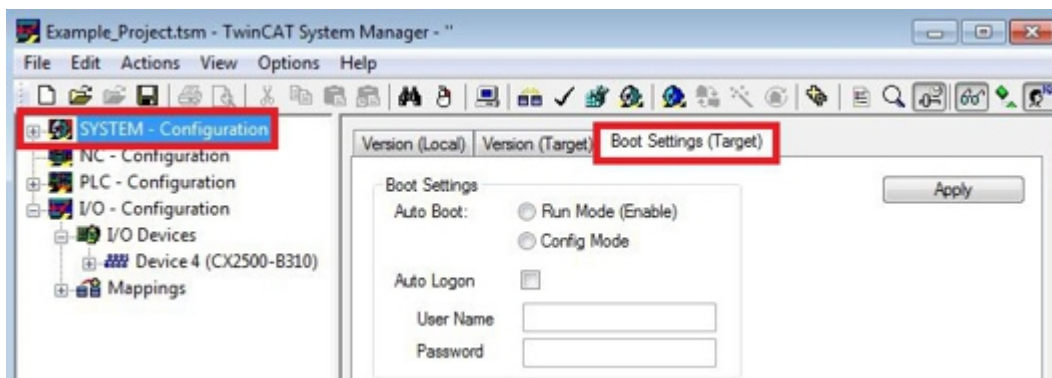 Example_Project.tsm - TwinCAT System Manager - ''
File Edit Actions View Options Help
SYSTEM - Configuration
NC - Configuration
PLC - Configuration
I/O - Configuration
I/O Devices
Device 4 (CX2500-B310)
Mappings
Version (Local) Version (Target) Boot Settings (Target)
Boot Settings
Apply
Auto Boot: Run Mode (Enable)
Config Mode
Auto Logon
User Name
Password